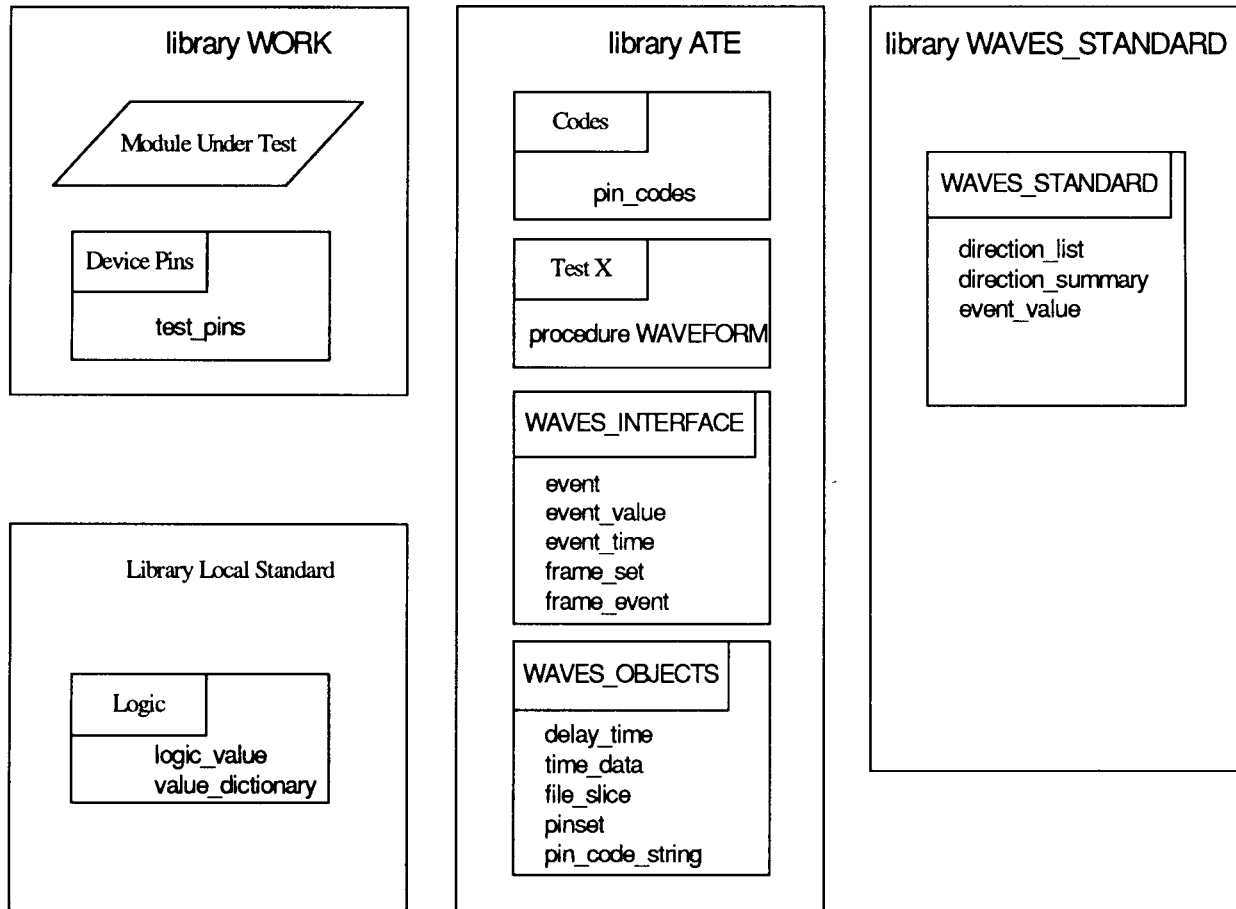 library WORK
Module Under Test
Device Pins
test_pins
Library Local Standard
Logic
logic_value
value_dictionary
library ATE
Codes
pin_codes
Test X
procedure WAVEFORM
WAVES_INTERFACE
event
event_value
event_time
frame_set
frame_event
WAVES_OBJECTS
delay_time
time_data
file_slice
pinset
pin_code_string
library WAVES_STANDARD
WAVES_STANDARD
direction_list
direction_summary
event_value